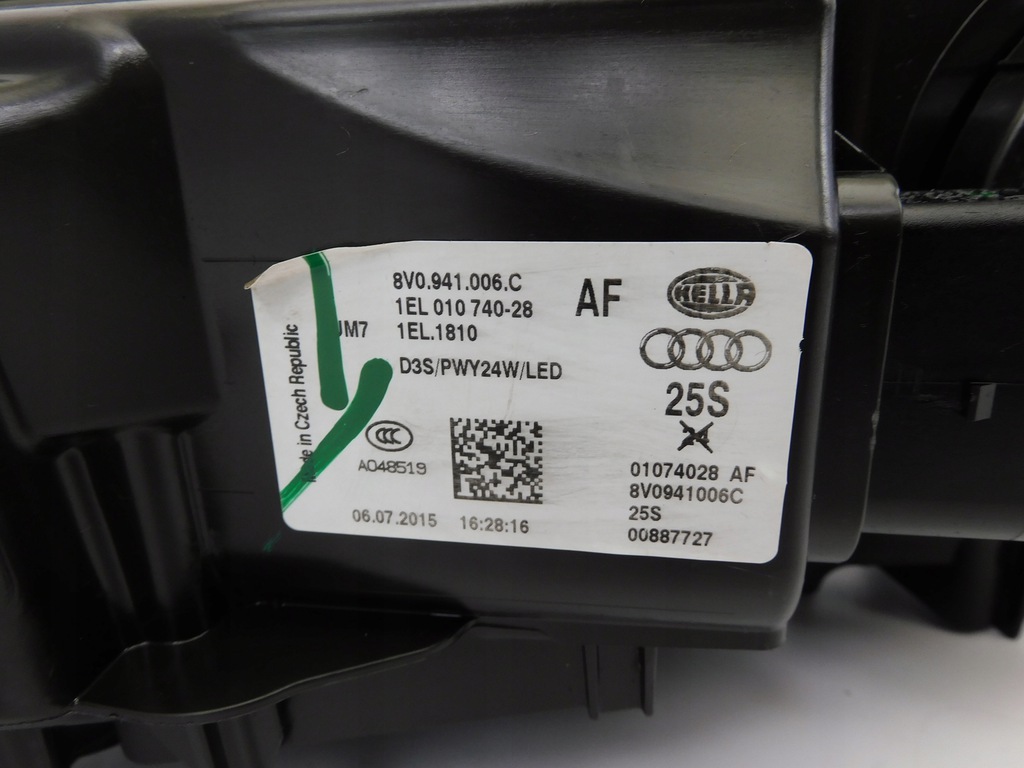 8V0.941.006.C
1EL 010 740-28
JM7 1EL.1810
D3S/PWY24W/LED
AF
HELLA
25S
Made in Czech Republic
CCC
A048519
06.07.2015 16:28:16
01074028 AF
8V0941006C
25S
00887727